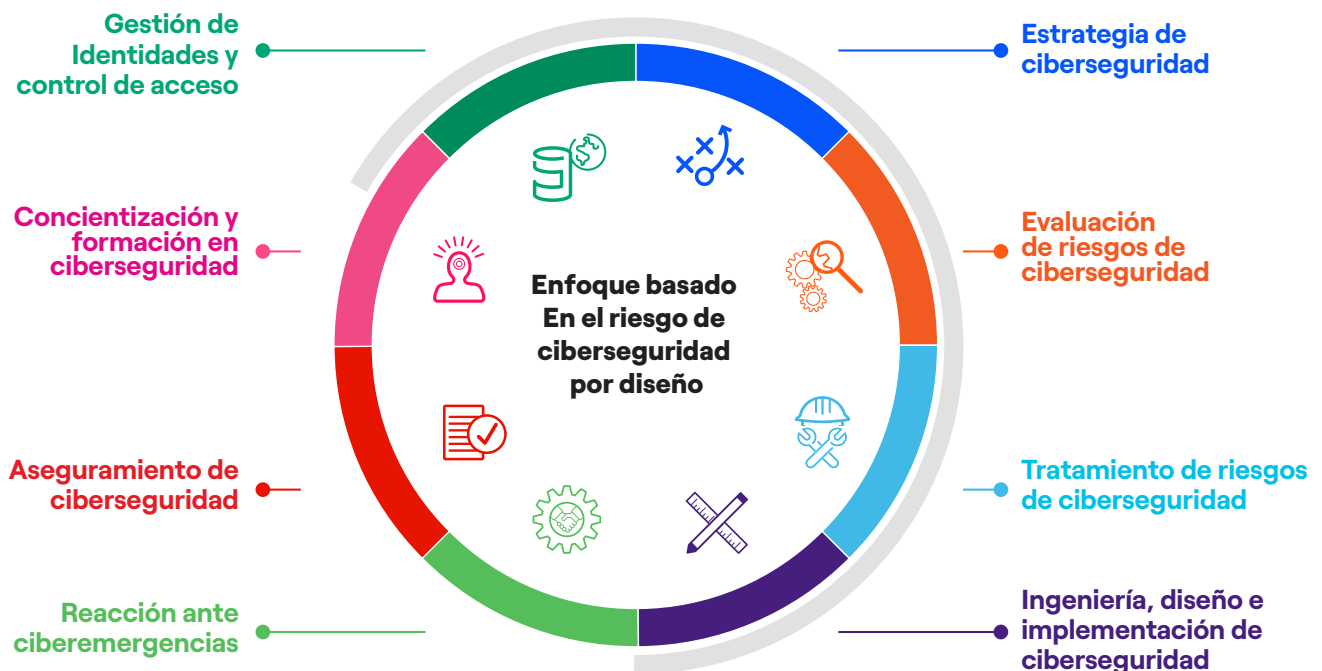 Gestión de
Identidades y
control de acceso
Estrategia de
ciberseguridad
Concientización y
formación en
ciberseguridad
Evaluación
de riesgos de
ciberseguridad
Enfoque basado
En el riesgo de
ciberseguridad
por diseño
Aseguramiento de
ciberseguridad
Tratamiento de riesgos
de ciberseguridad
Reacción ante
ciberemergencias
Ingeniería, diseño e
implementación de
ciberseguridad